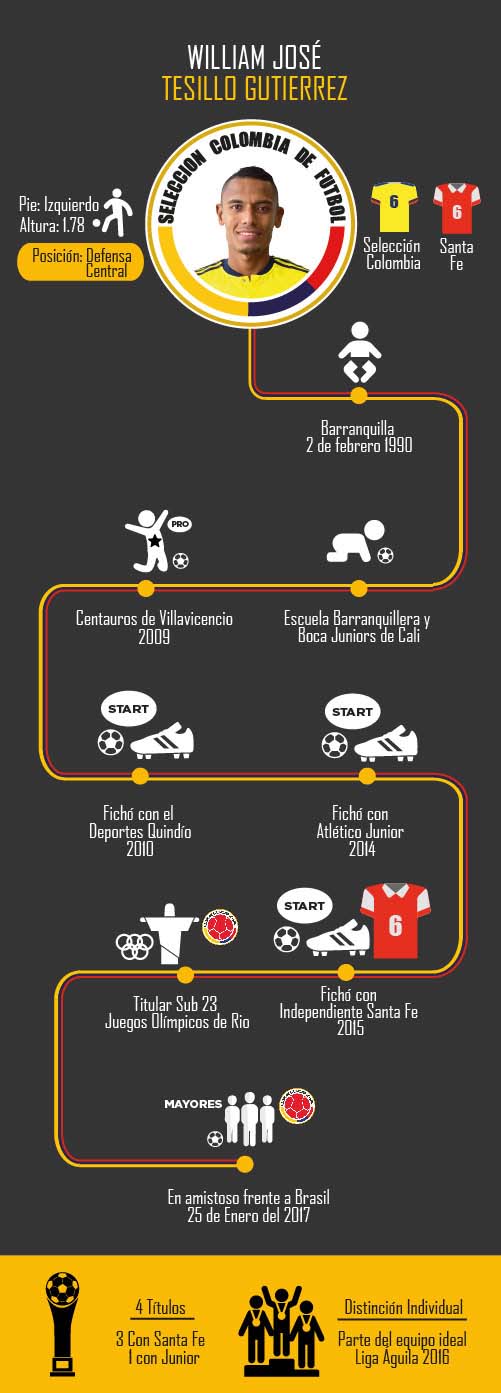 WILLIAM JOSÉ
TESILLO GUTIERREZ
SELECCION COLOMBIA DE FUTBOL
Pie: Izquierdo
Altura: 1.78
Posición: Defensa
Central
6
Selección
Colombia
6
Santa
Fe
Barranquilla
2 de febrero 1990
PRO
Centauros de Villavicencio
2009
Escuela Barranquillera y
Boca Juniors de Cali
START
Fichó con el
Deportes Quindío
2010
START
Fichó con
Atlético Junior
2014
Titular Sub 23
Juegos Olímpicos de Rio
START
6
Fichó con
Independiente Santa Fe
2015
MAYORES
En amistoso frente a Brasil
25 de Enero del 2017
4 Títulos
3 Con Santa Fe
1 con Junior
Distinción Individual
Parte del equipo ideal
Liga Águila 2016